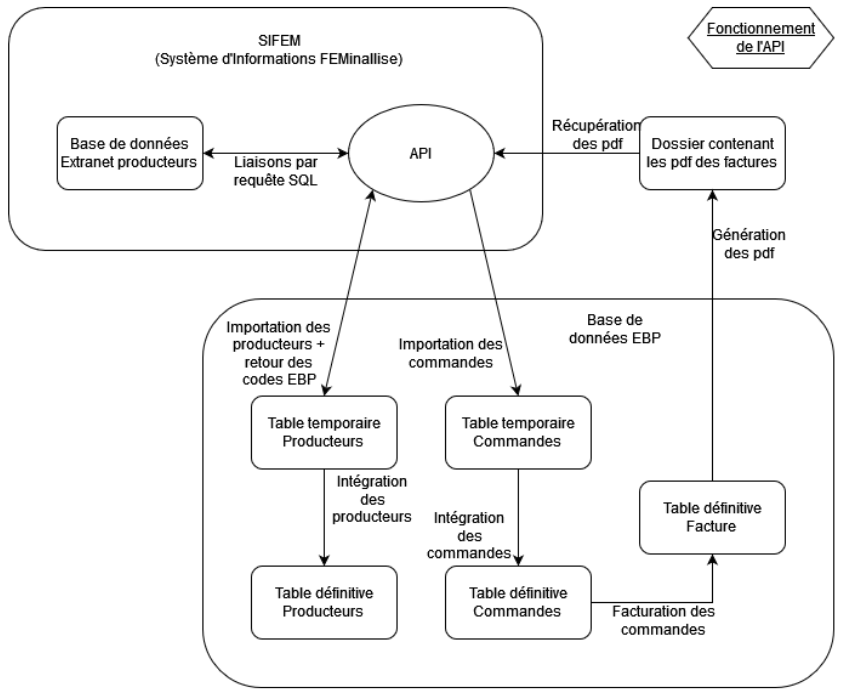 SIFEM
(Système d'Informations FEMinallise)
Fonctionnement
de l'API
Base de données
Extranet producteurs
Liaisons par
requête SQL
API
Récupération
des pdf
Dossier contenant
les pdf des factures
Génération
des pdf
Base de
données EBP
Importation des
producteurs +
retour des
codes EBP
Importation des
commandes
Table temporaire
Producteurs
Table temporaire
Commandes
Intégration
des
producteurs
Intégration
des
commandes
Table définitive
Facture
Table définitive
Producteurs
Table définitive
Commandes
Facturation des
commandes